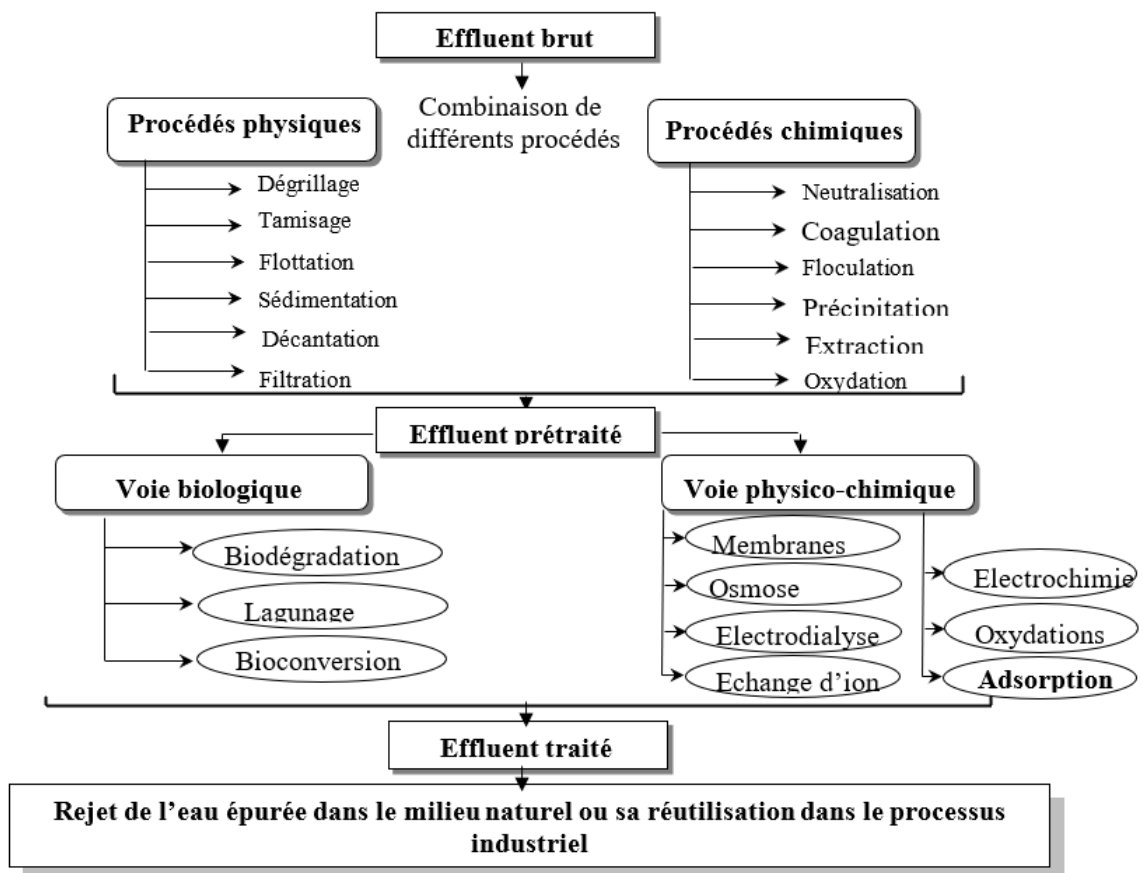 Effluent brut
Combinaison de
différents procédés
Procédés physiques
Dégrillage
Tamisage
Flottation
Sédimentation
Décantation
Filtration
Procédés chimiques
Neutralisation
Coagulation
Floculation
Précipitation
Extraction
Oxydation
Effluent prétraité
Voie biologique
Biodégradation
Lagunage
Bioconversion
Voie physico-chimique
Membranes
Osmose
Electrodialyse
Echange d’ion
Electrochimie
Oxydations
Adsorption
Effluent traité
Rejet de l’eau épurée dans le milieu naturel ou sa réutilisation dans le processus
industriel